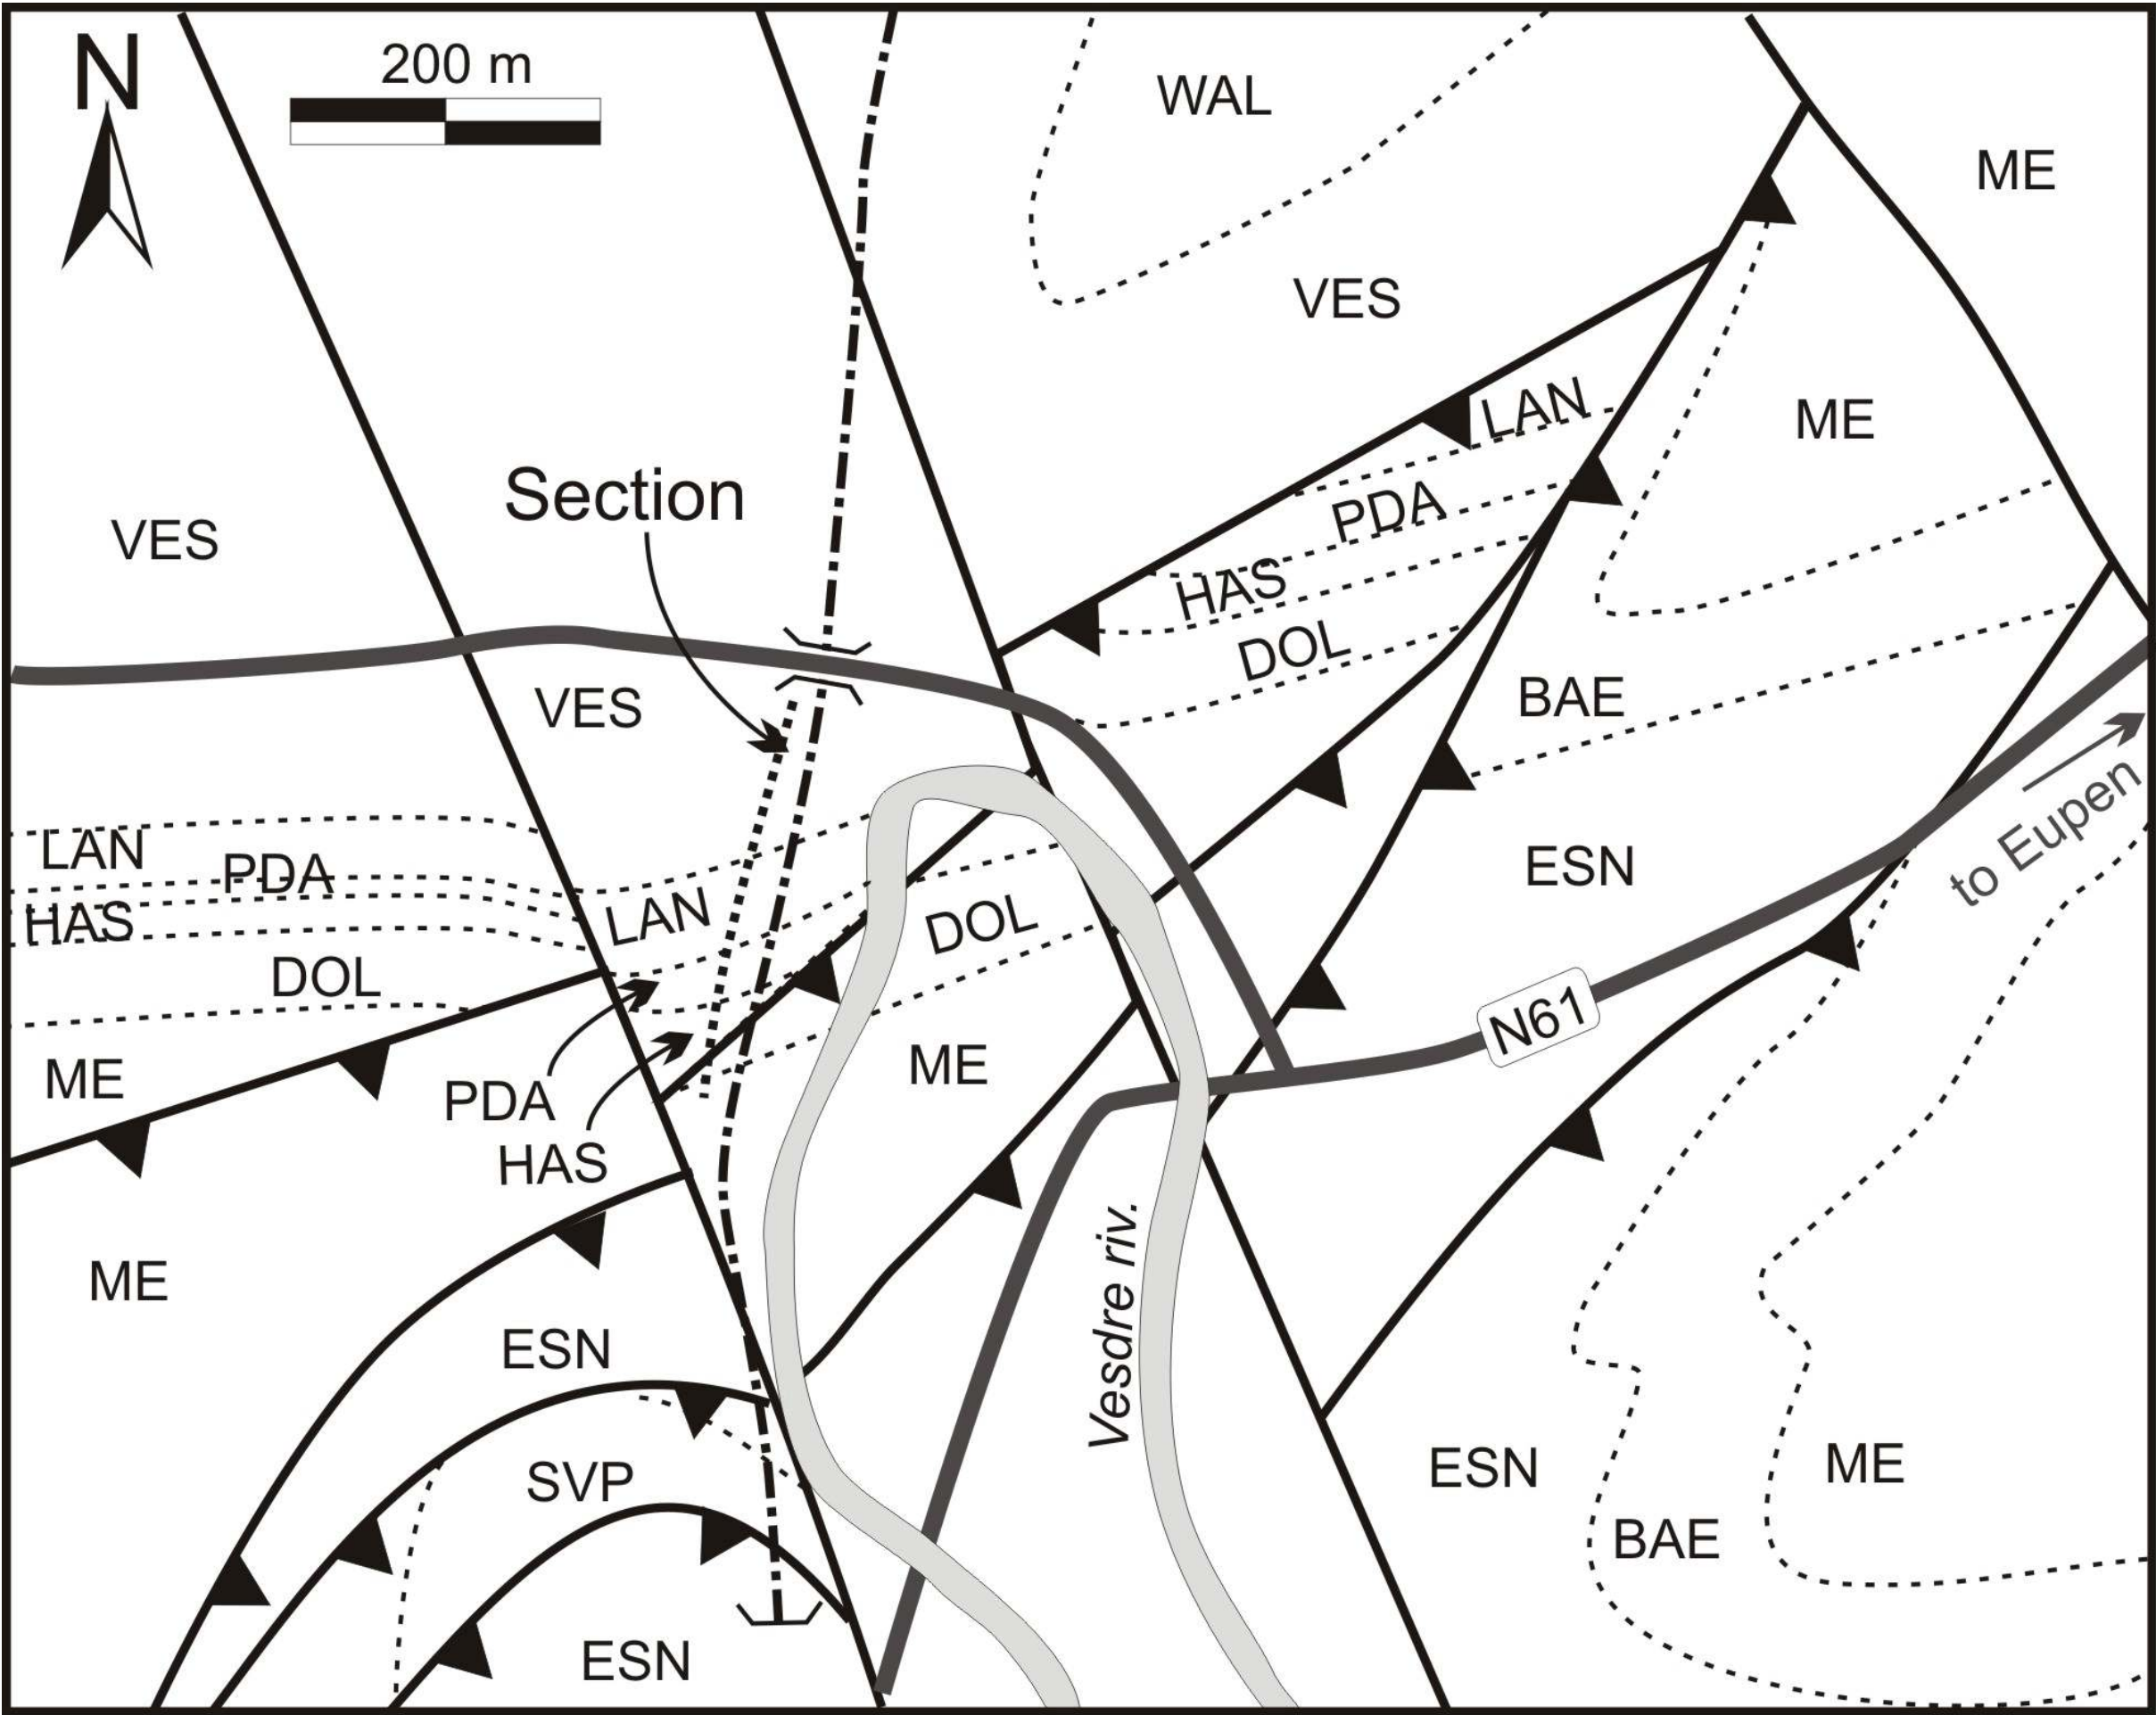 N
200 m
WAL
ME
VES
LAN
ME
Section
PDA
VES
HAS
DOL
VES
BAE
LAN
PDA
ESN
to Eupen
HAS
LAN
DOL
DOL
N61
ME
ME
PDA
HAS
ME
Vesdre riv.
ESN
SVP
ESN
ME
BAE
ESN